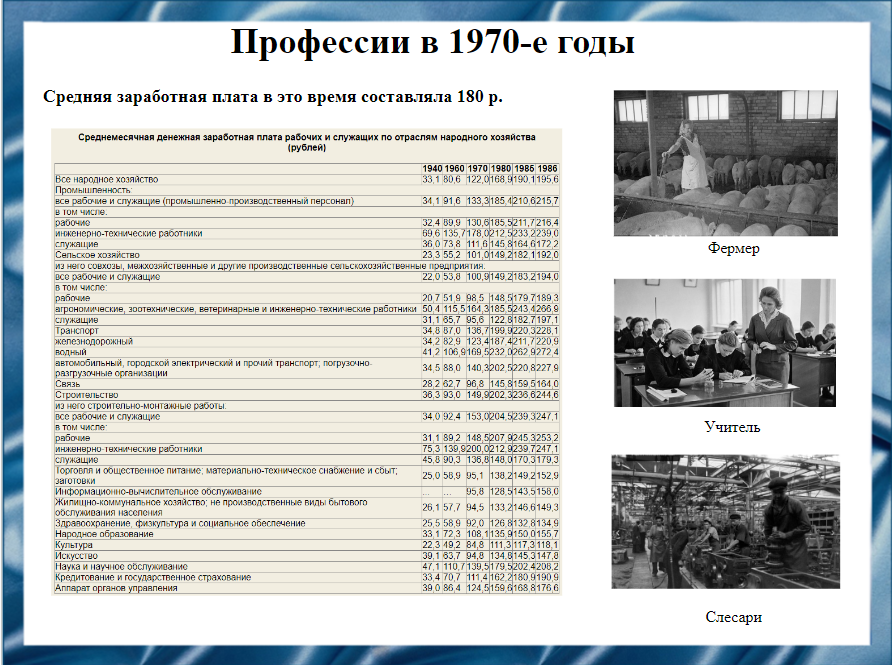 Профессии в 1970-е годы
Средняя заработная плата в это время составляла 180 р.
Среднемесячная денежная заработная плата рабочих и служащих по отраслям народного хозяйства
(рублей)
1940 1960 1970 1980 1985 1986
Все народное хозяйство 33,1 80,6 122,0 168,9 190,1 195,6
Промышленность:
все рабочие и служащие (промышленно-производственный персонал) 34,1 91,6 133,3 185,4 210,6 215,7
в том числе:
рабочие 32,4 89,9 130,6 185,5 211,7 216,4
инженерно-технические работники 69,6 135,7 178,0 212,5 233,2 239,0
служащие 36,0 73,8 111,6 145,8 164,6 172,2
Сельское хозяйство 23,3 55,2 101,0 149,2 182,1 192,0
из него совхозы, межхозяйственные и другие производственные сельскохозяйственные предприятия:
все рабочие и служащие 22,0 53,8 100,9 149,2 183,2 194,0
в том числе:
рабочие 20,7 51,9 98,5 148,5 179,7 189,3
агрономические, зоотехнические, ветеринарные и инженерно-технические работники 50,4 115,5 164,3 185,5 243,4 266,9
служащие 31,1 65,7 95,6 122,6 182,7 197,1
Транспорт 34,8 87,0 136,7 199,9 220,3 228,1
железнодорожный 34,2 82,9 123,4 187,4 211,7 220,9
водный 41,2 106,9 169,5 232,0 262,9 272,4
автомобильный, городской электрический и прочий транспорт; погрузочно-
разгрузочные организации 34,5 88,0 140,3 202,5 220,8 227,9
Связь 28,2 62,7 96,8 145,8 159,5 164,0
Строительство 36,3 93,0 149,9 202,3 236,6 244,6
из него строительно-монтажные работы:
все рабочие и служащие 34,0 92,4 153,0 204,5 239,3 247,1
в том числе:
рабочие 31,1 89,2 148,5 207,9 245,3 253,2
инженерно-технические работники 75,3 139,9 200,0 212,9 239,7 247,1
служащие 45,8 90,3 136,8 148,0 170,3 179,3
Торговля и общественное питание; материально-техническое снабжение и сбыт;
заготовки 25,0 58,9 95,1 138,2 149,2 152,9
Информационно-вычислительное обслуживание ... ... 95,8 128,5 143,5 158,0
Жилищно-коммунальное хозяйство; не производственные виды бытового
обслуживания населения 26,1 57,7 94,5 133,2 146,6 149,3
Здравоохранение, физкультура и социальное обеспечение 25,5 58,9 92,0 126,8 132,8 134,9
Народное образование 33,1 72,3 108,1 135,9 150,0 155,7
Культура 22,3 49,2 84,8 111,3 117,3 118,1
Искусство 39,1 63,7 94,8 134,8 145,3 147,8
Наука и научное обслуживание 47,1 110,7 139,5 179,5 202,4 208,2
Кредитование и государственное страхование 33,4 70,7 111,4 162,2 180,9 190,9
Аппарат органов управления 39,0 86,4 124,5 159,6 168,8 176,6
Фермер
Учитель
Слесари